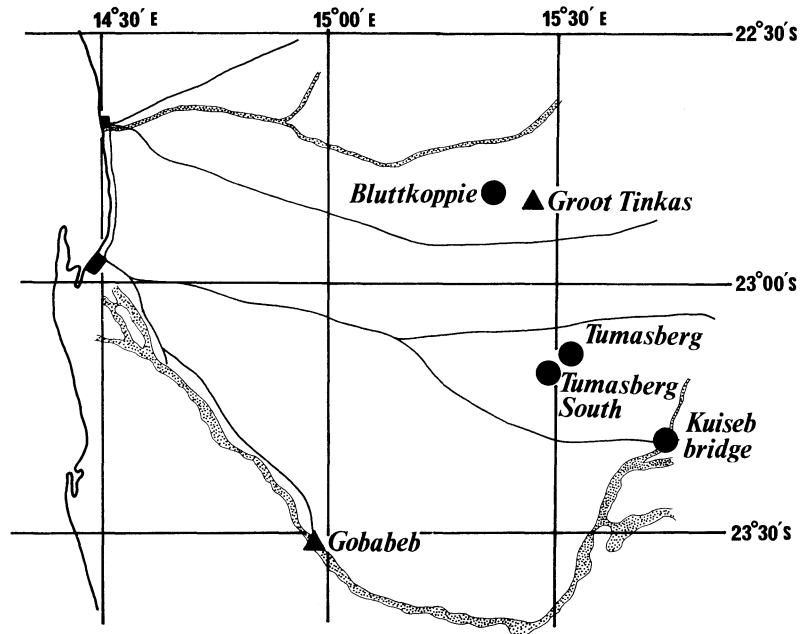 14°30′ E
15°00′ E
15°30′ E
22°30′S
Bluttkoppie
Groot Tinkas
23°00′S
Tumasberg
Tumasberg
South
Kuiseb
bridge
23°30′S
Gobabeb